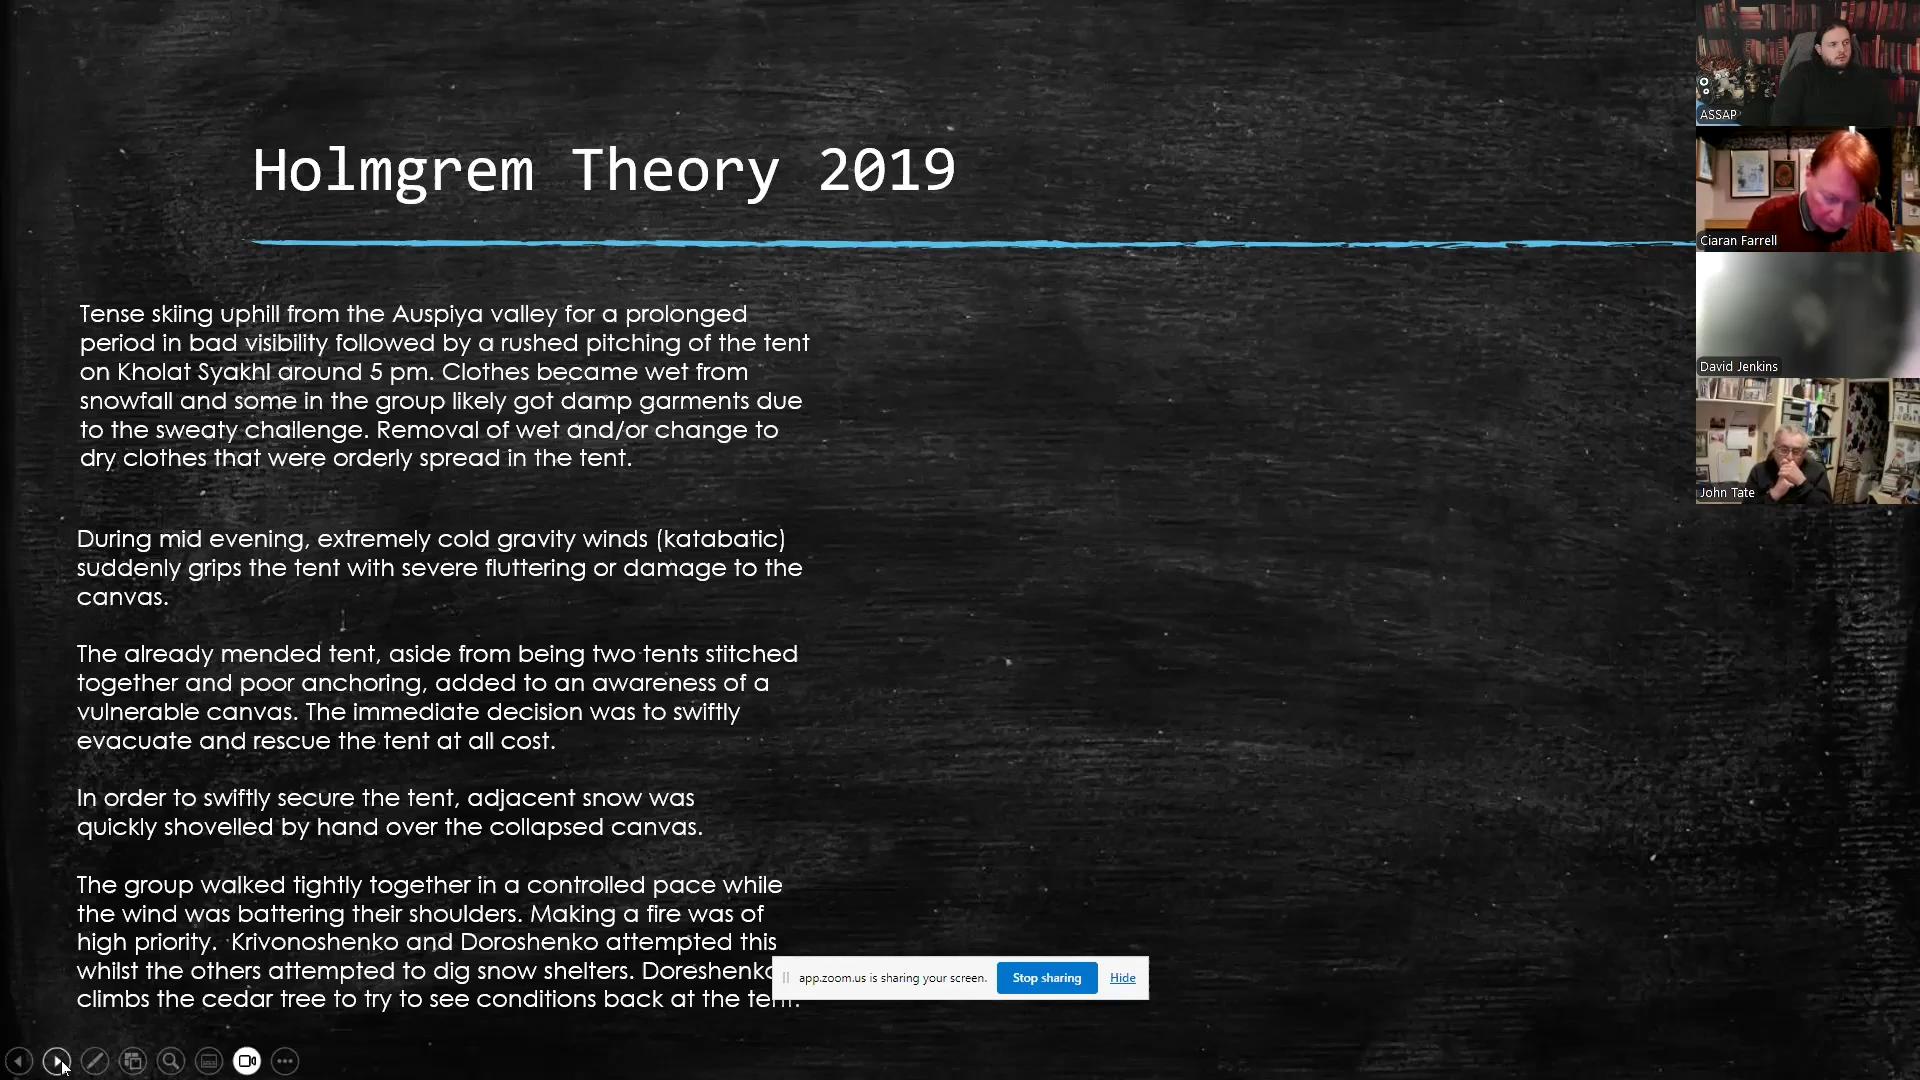 Holmgrem Theory 2019
Tense skiing uphill from the Auspiya valley for a prolonged
period in bad visibility followed by a rushed pitching of the tent
on Kholat Syakhl around 5 pm. Clothes became wet from
snowfall and some in the group likely got damp garments due
to the sweaty challenge. Removal of wet and/or change to
dry clothes that were orderly spread in the tent.
During mid evening, extremely cold gravity winds (katabatic)
suddenly grips the tent with severe fluttering or damage to the
canvas.
The already mended tent, aside from being two tents stitched
together and poor anchoring, added to an awareness of a
vulnerable canvas. The immediate decision was to swiftly
evacuate and rescue the tent at all cost.
In order to swiftly secure the tent, adjacent snow was
quickly shovelled by hand over the collapsed canvas.
The group walked tightly together in a controlled pace while
the wind was battering their shoulders. Making a fire was of
high priority. Krivonoshenko and Doroshenko attempted this
whilst the others attempted to dig snow shelters. Doreshenko
climbs the cedar tree to try to see conditions back at the tent.
app.zoom.us is sharing your screen.
Stop sharing
Hide
ASSAP
Ciaran Farrell
David Jenkins
John Tate